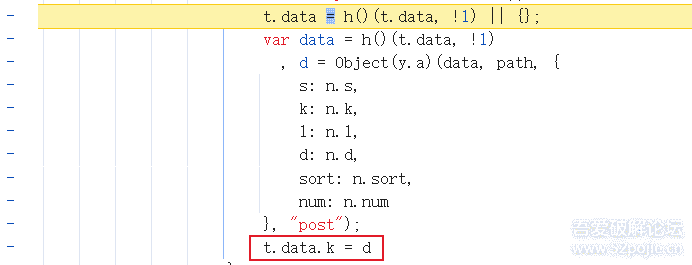 t.data = h()(t.data, !1) || {};
var data = h()(t.data, !1)
, d = Object(y.a)(data, path, {
s: n.s,
k: n.k,
l: n.l,
d: n.d,
sort: n.sort,
num: n.num
}, "post");
t.data.k = d
吾爱破解论坛
www.52pojie.cn